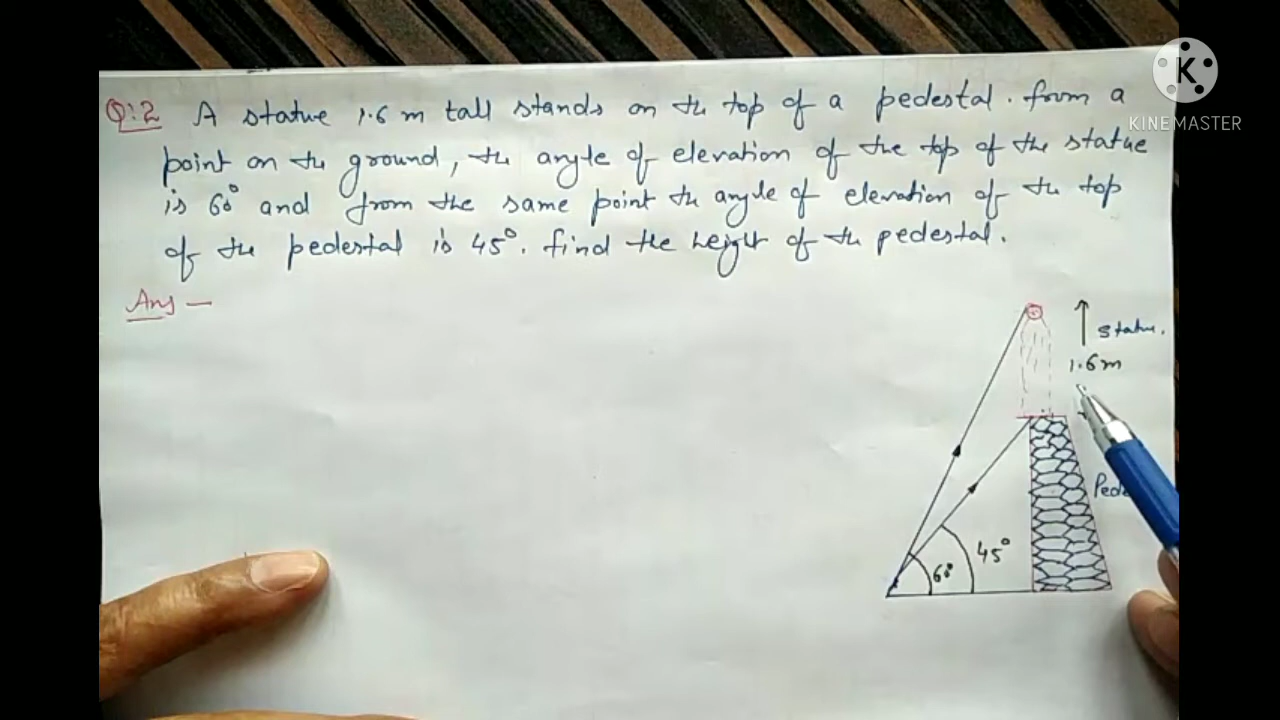 K
KINEMASTER
Q:2 A statue 1.6 m tall stands on the top of a pedestal. from a
point on the ground, the angle of elevation of the top of the statue
is 60° and from the same point the angle of elevation of the top
of the pedestal is 45°. find the height of the pedestal.
Ans —
statue.
1.6m
45°
60°